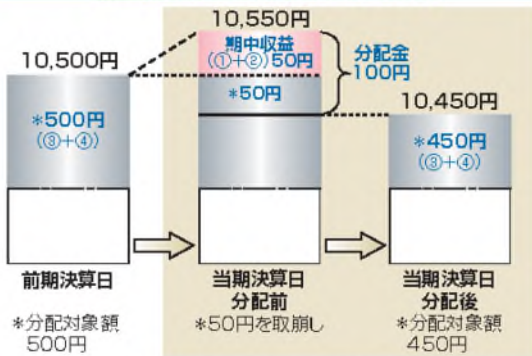 10,550円
10,500円
期中収益
(①+②)50円
分配金
100円
*500円
(③+④)
*50円
10,450円
*450円
(③+④)
前期決算日
当期決算日
分配前
当期決算日
分配後
*分配対象額
500円
*50円を取崩し
*分配対象額
450円